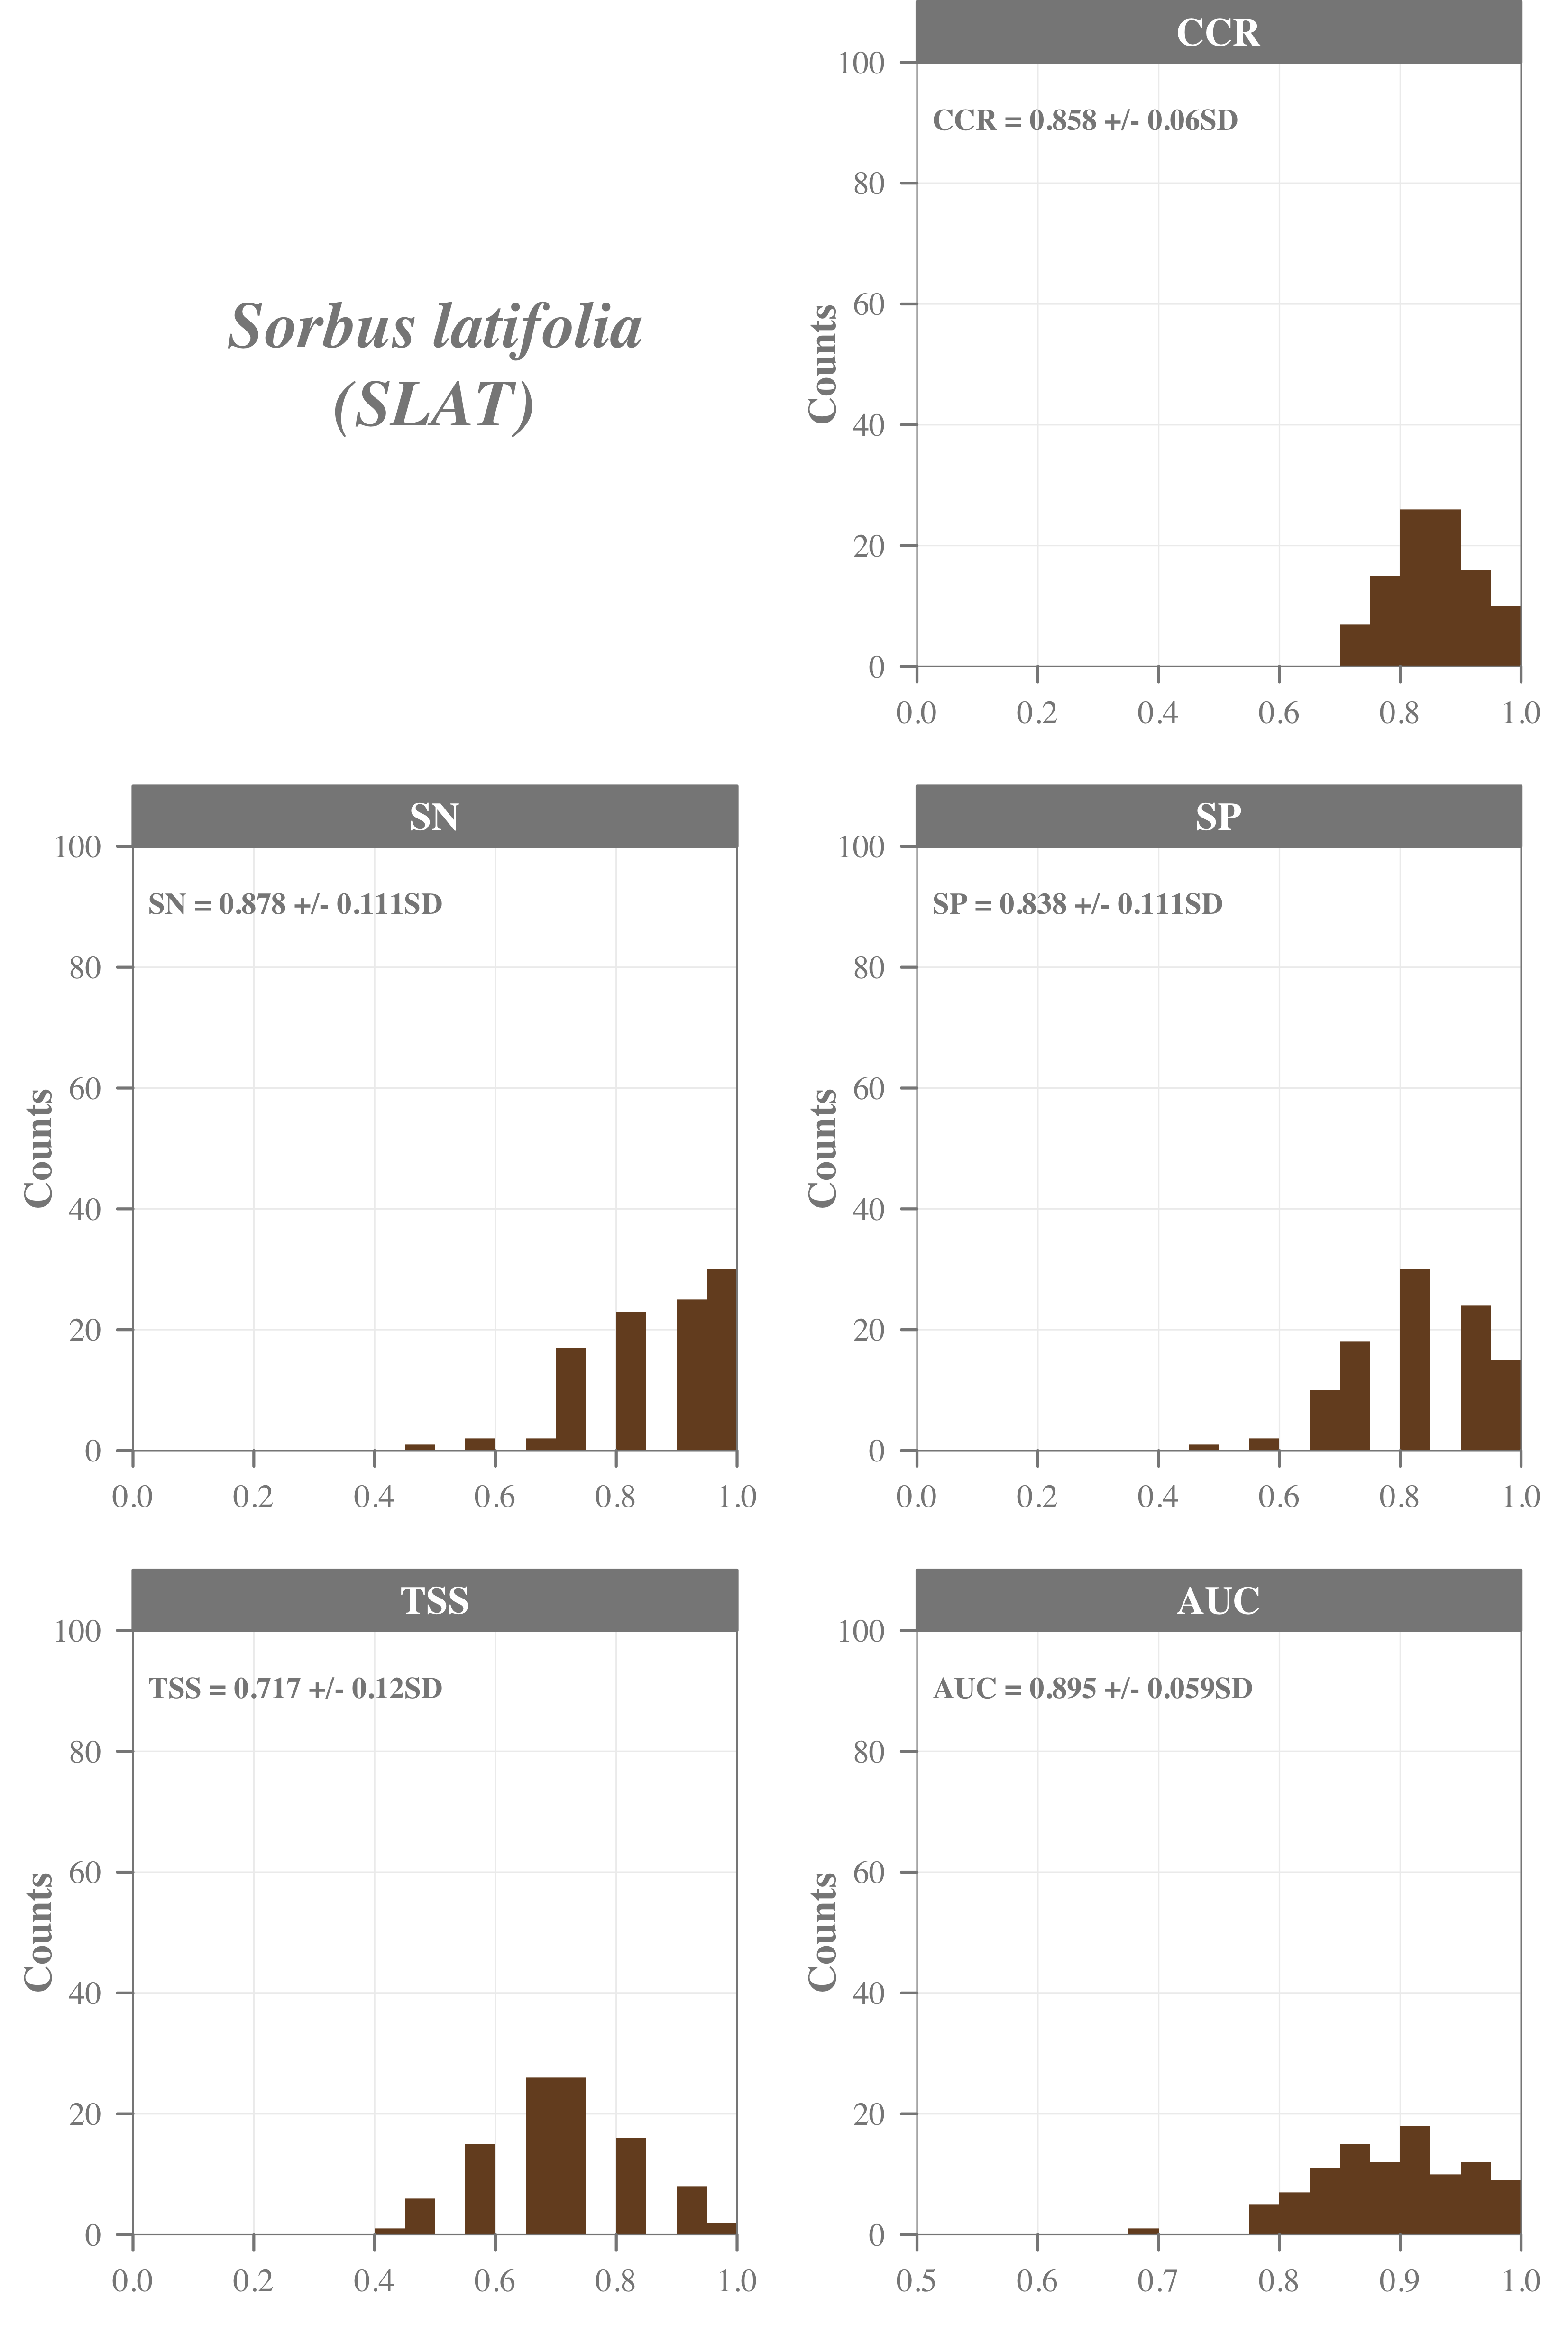 Sorbus latifolia
(SLAT)
CCR
CCR = 0.858 +/- 0.06SD
Counts
100
80
60
40
20
0
0.0 0.2 0.4 0.6 0.8 1.0
SN
SN = 0.878 +/- 0.111SD
Counts
100
80
60
40
20
0
0.0 0.2 0.4 0.6 0.8 1.0
SP
SP = 0.838 +/- 0.111SD
Counts
100
80
60
40
20
0
0.0 0.2 0.4 0.6 0.8 1.0
TSS
TSS = 0.717 +/- 0.12SD
Counts
100
80
60
40
20
0
0.0 0.2 0.4 0.6 0.8 1.0
AUC
AUC = 0.895 +/- 0.059SD
Counts
100
80
60
40
20
0
0.5 0.6 0.7 0.8 0.9 1.0